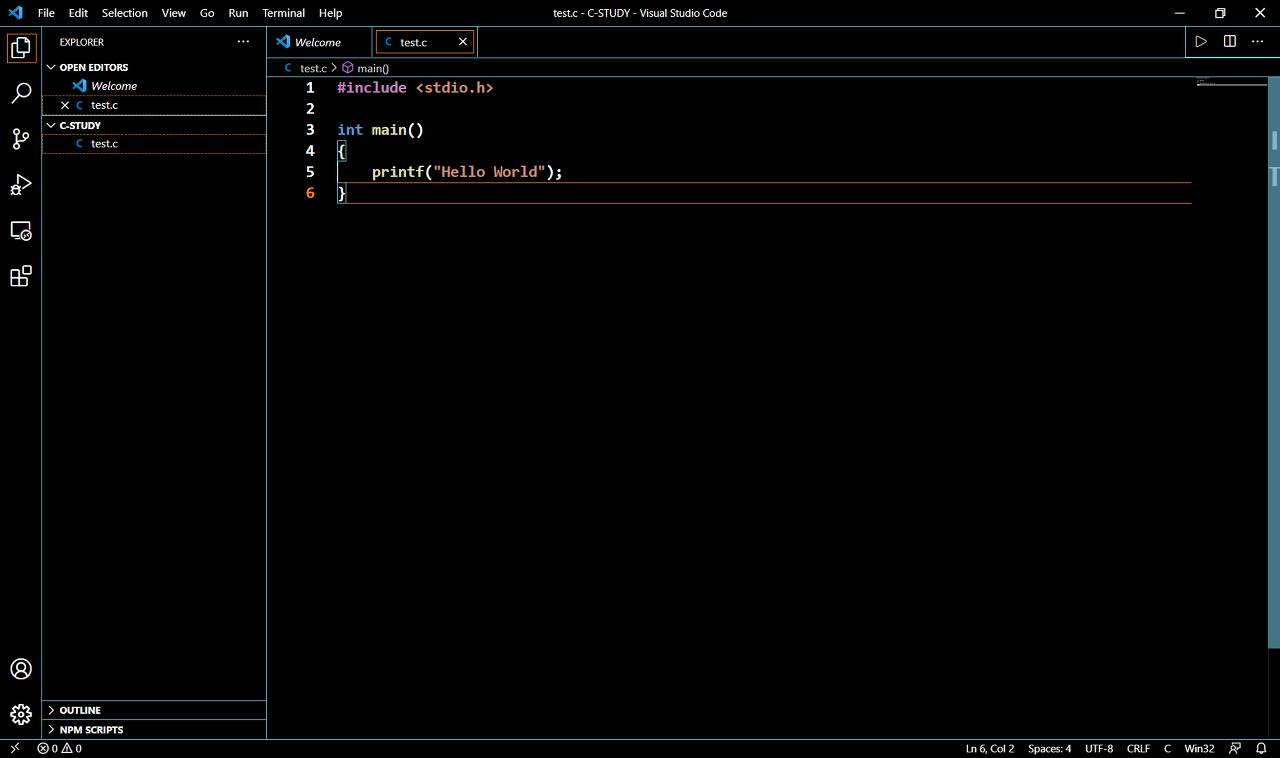 File Edit Selection View Go Run Terminal Help
test.c - C-STUDY - Visual Studio Code
EXPLORER
OPEN EDITORS
Welcome
C test.c
C-STUDY
C test.c
OUTLINE
NPM SCRIPTS
Welcome
C test.c
C test.c > main()
1 #include <stdio.h>
2
3 int main()
4 {
5     printf("Hello World");
6 }
0 0
Ln 6, Col 2 Spaces: 4 UTF-8 CRLF C Win32